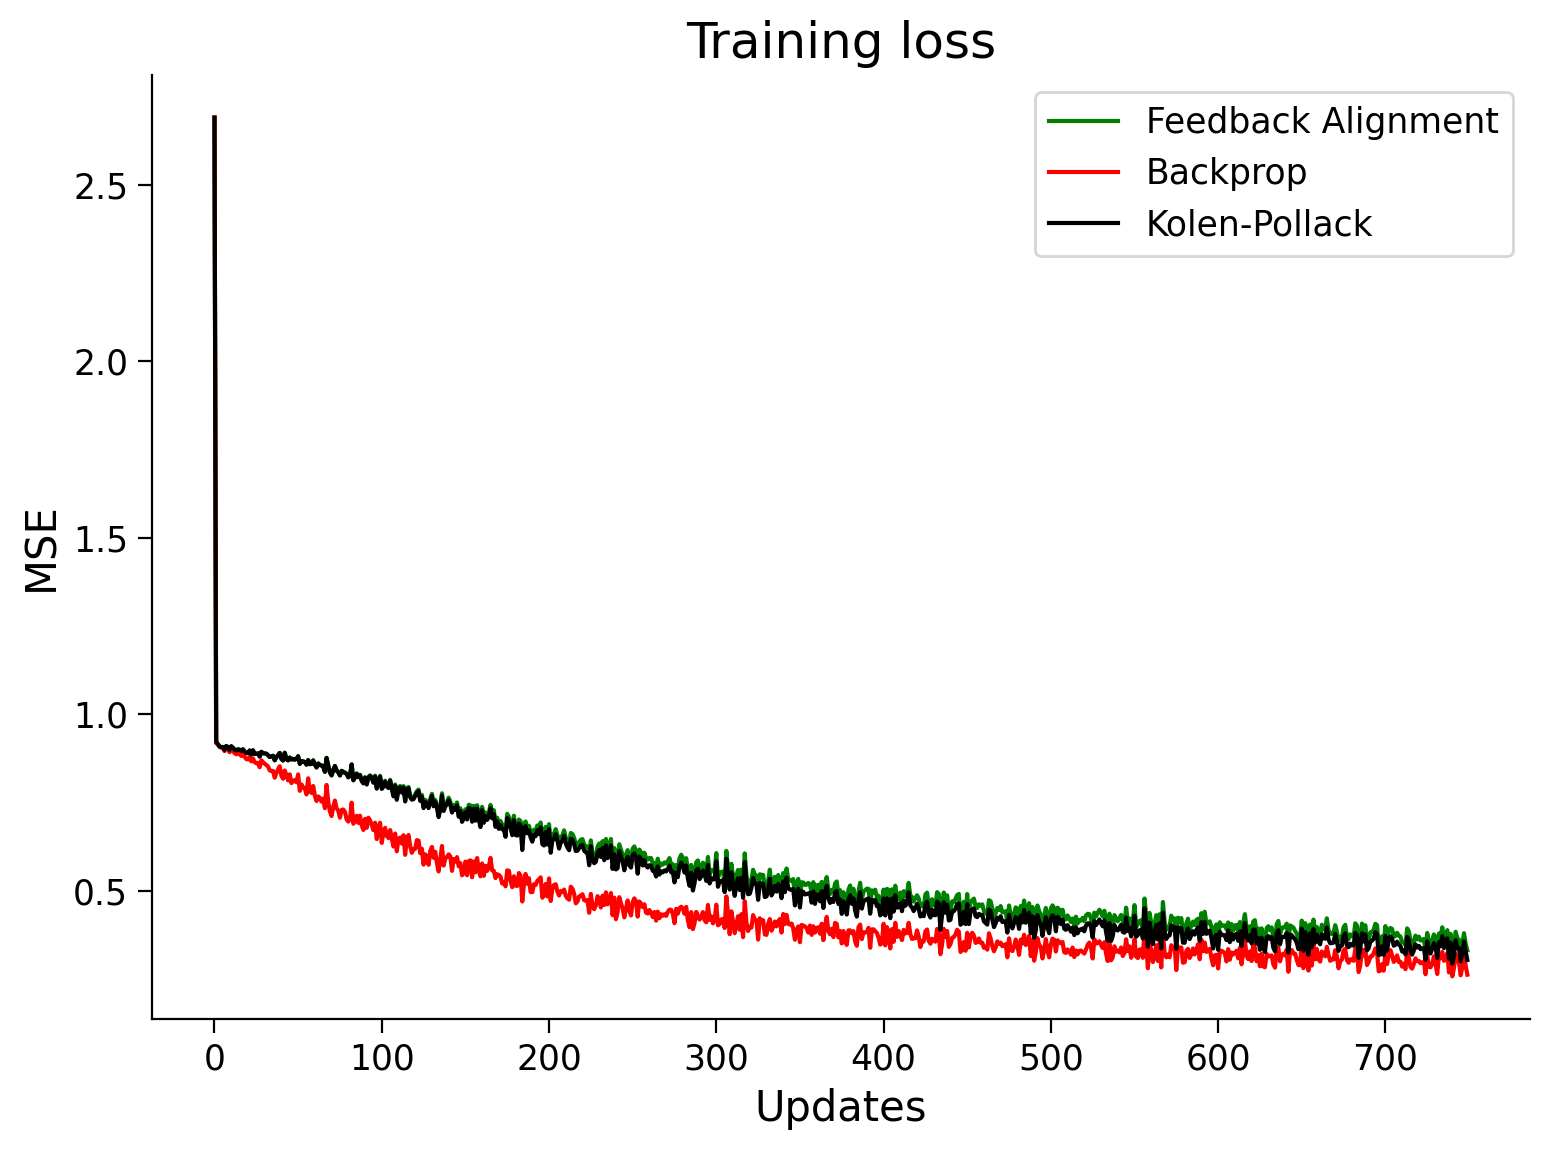 Training loss
Feedback Alignment
Backprop
Kolen-Pollack
MSE
2.5
2.0
1.5
1.0
0.5
0 100 200 300 400 500 600 700
Updates